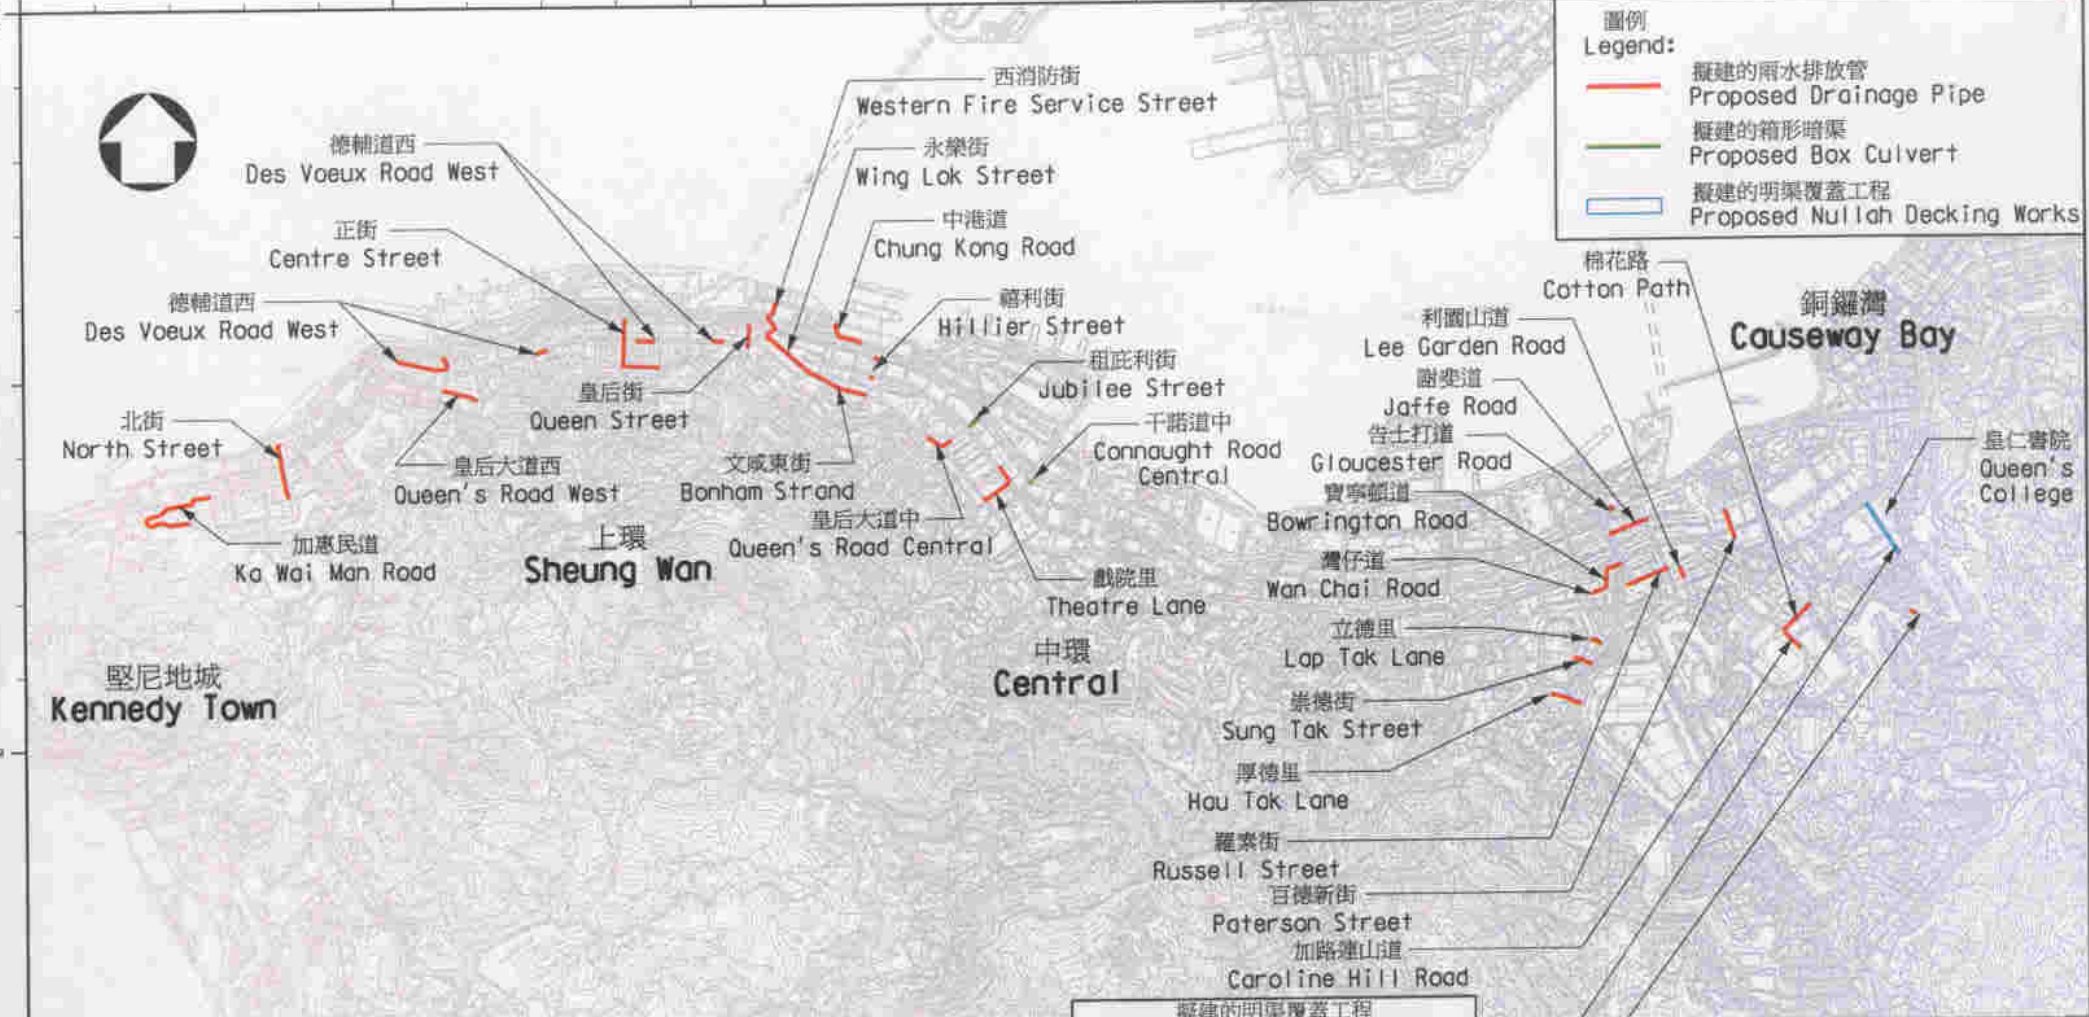 圖例
Legend:
擬建的雨水排放管
Proposed Drainage Pipe
擬建的箱形暗渠
Proposed Box Culvert
擬建的明渠覆蓋工程
Proposed Nullah Decking Works
西消防街
Western Fire Service Street
德輔道西
Des Voeux Road West
永樂街
Wing Lok Street
正街
Centre Street
中港道
Chung Kong Road
德輔道西
Des Voeux Road West
禧利街
Hillier Street
棉花路
Cotton Path
銅鑼灣
Causeway Bay
利園山道
Lee Garden Road
租庇利街
Jubilee Street
謝斐道
Jaffe Road
皇后街
Queen Street
北街
North Street
干諾道中
Connaught Road
Central
告士打道
Gloucester Road
皇仁書院
Queen's
College
皇后大道西
Queen's Road West
文咸東街
Bonham Strand
寶寧頓道
Bowrington Road
皇后大道中
Queen's Road Central
上環
Sheung Wan
加惠民道
Ka Wai Man Road
戲院里
Theatre Lane
灣仔道
Wan Chai Road
立德里
Lap Tak Lane
中環
Central
堅尼地城
Kennedy Town
崇德街
Sung Tak Street
厚德里
Hau Tak Lane
羅素街
Russell Street
百德新街
Paterson Street
加路連山道
Caroline Hill Road
擬建的明渠覆蓋工程